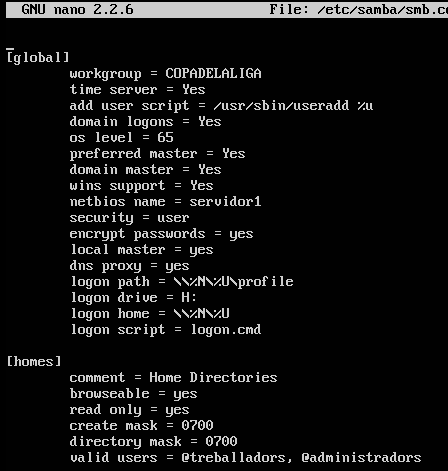 GNU nano 2.2.6 File: /etc/samba/smb.co
[global]
workgroup = COPADELALIGA
time server = Yes
add user script = /usr/sbin/useradd %u
domain logons = Yes
os level = 65
preferred master = Yes
domain master = Yes
wins support = Yes
netbios name = servidor1
security = user
encrypt passwords = yes
local master = yes
dns proxy = yes
logon path = \\%N\%U\profile
logon drive = H:
logon home = \\%N\%U
logon script = logon.cmd
[homes]
comment = Home Directories
browseable = yes
read only = yes
create mask = 0700
directory mask = 0700
valid users = @treballadors, @administradors